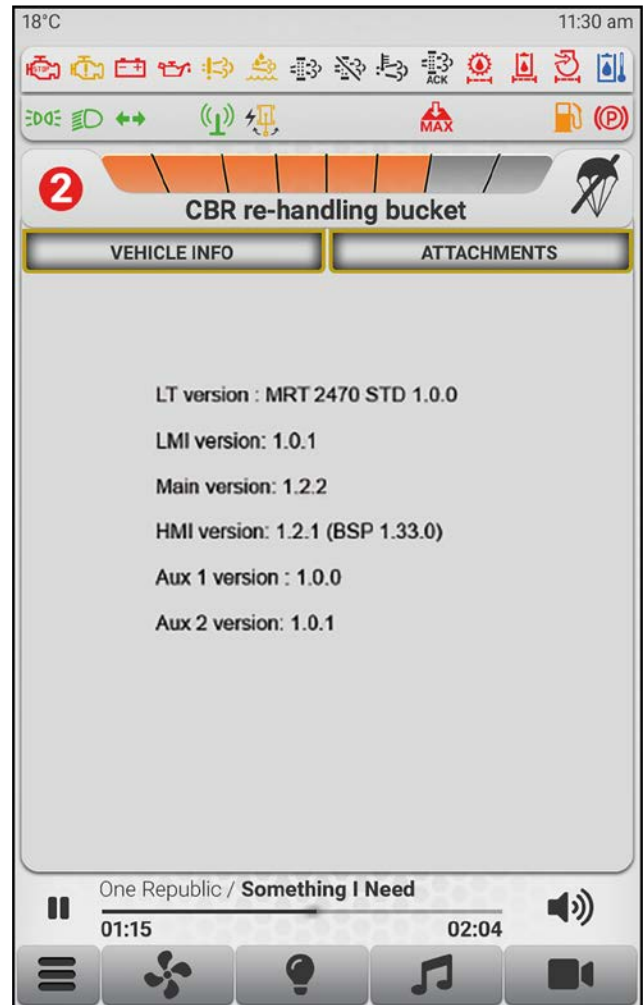 18°C 11:30 am
STOP
ACK
MAX
P
2
CBR re-handling bucket
VEHICLE INFO ATTACHMENTS
LT version : MRT 2470 STD 1.0.0
LMI version: 1.0.1
Main version: 1.2.2
HMI version: 1.2.1 (BSP 1.33.0)
Aux 1 version : 1.0.0
Aux 2 version: 1.0.1
One Republic / Something I Need
01:15 02:04